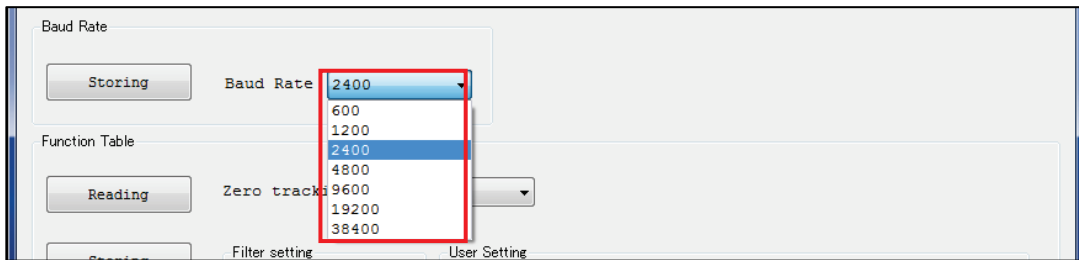 Baud Rate
Storing Baud Rate 2400
600
1200
2400
Function Table
4800
Reading Zero tracki 9600
19200
38400
Filter setting User Setting
Storing